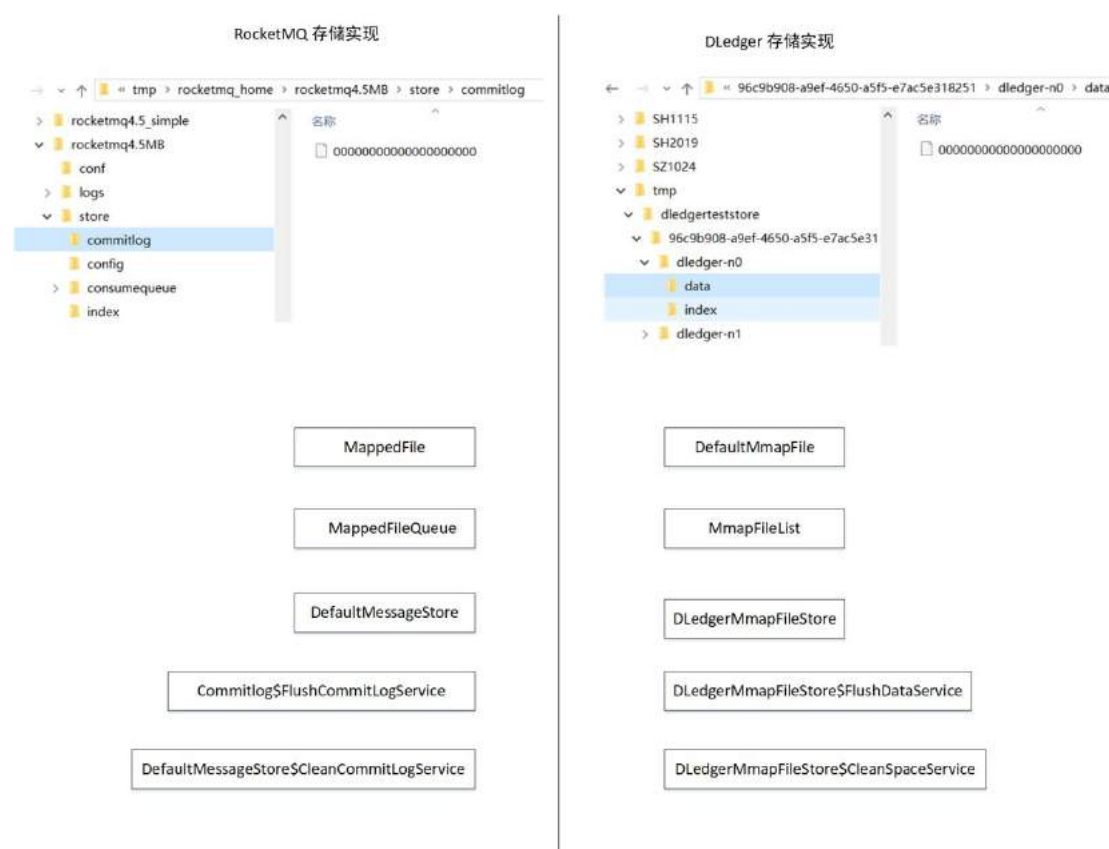 RocketMQ 存储实现
« tmp › rocketmq_home › rocketmq4.5MB › store › commitlog
名称
rocketmq4.5_simple
rocketmq4.5MB
conf
logs
store
commitlog
config
consumequeue
index
00000000000000000000
MappedFile
MappedFileQueue
DefaultMessageStore
Commitlog$FlushCommitLogService
DefaultMessageStore$CleanCommitLogService
DLedger 存储实现
« 96c9b908-a9ef-4650-a5f5-e7ac5e318251 › dledger-n0 › data
名称
SH1115
SH2019
SZ1024
tmp
dledgerteststore
96c9b908-a9ef-4650-a5f5-e7ac5e31
dledger-n0
data
index
dledger-n1
00000000000000000000
DefaultMmapFile
MmapFileList
DLedgerMmapFileStore
DLedgerMmapFileStore$FlushDataService
DLedgerMmapFileStore$CleanSpaceService